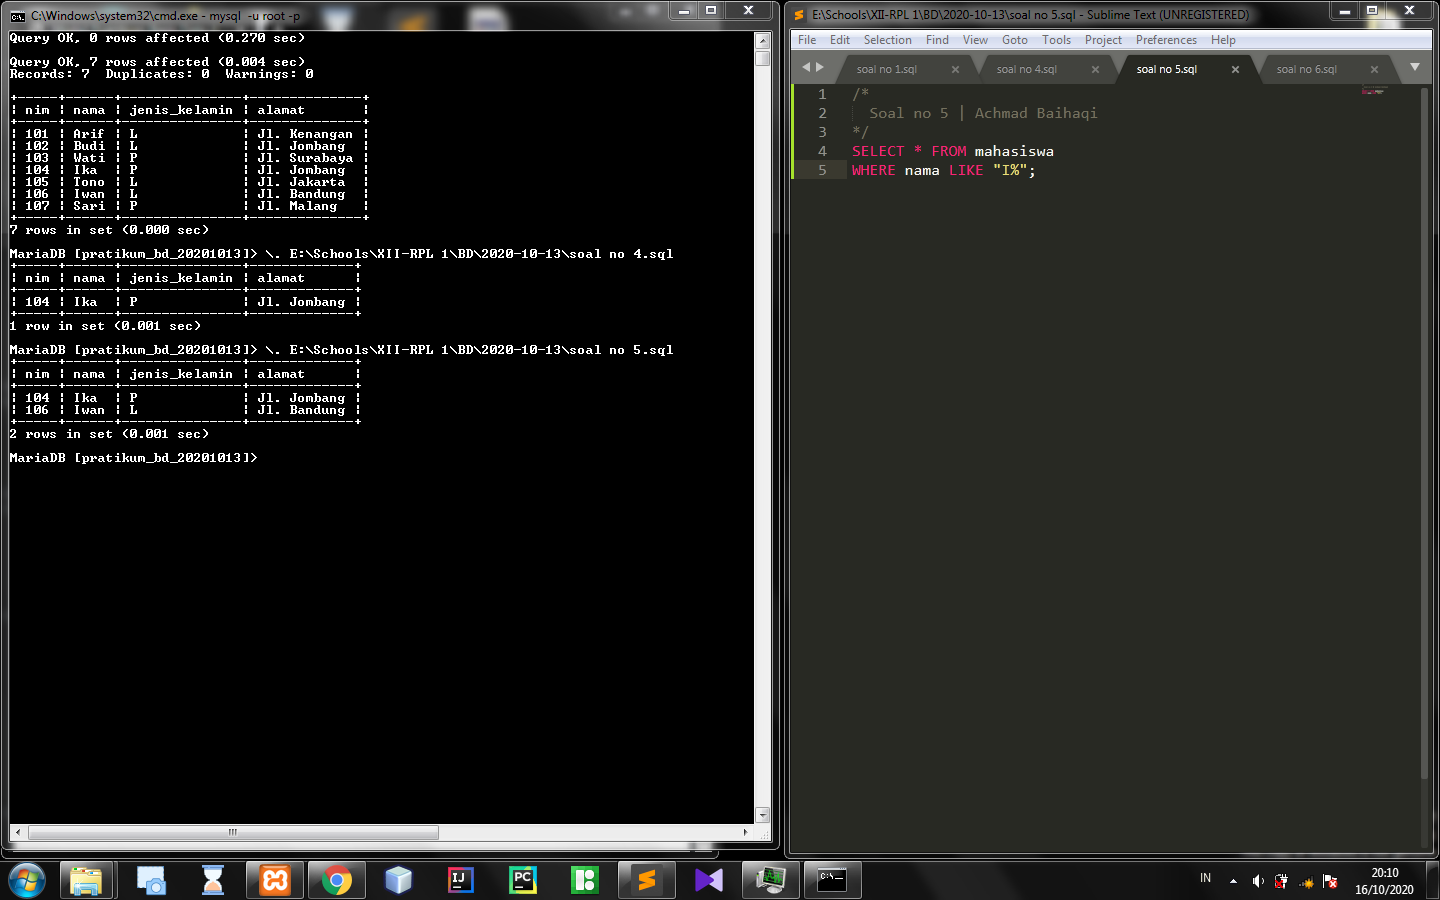 C:\Windows\system32\cmd.exe - mysql -u root -p
Query OK, 0 rows affected (0.270 sec)
Query OK, 7 rows affected (0.004 sec)
Records: 7  Duplicates: 0  Warnings: 0
+-----+------+---------------+--------------+
| nim | nama | jenis_kelamin | alamat       |
+-----+------+---------------+--------------+
| 101 | Arif | L             | Jl. Kenangan |
| 102 | Budi | L             | Jl. Jombang  |
| 103 | Wati | P             | Jl. Surabaya |
| 104 | Ika  | P             | Jl. Jombang  |
| 105 | Tono | L             | Jl. Jakarta  |
| 106 | Iwan | L             | Jl. Bandung  |
| 107 | Sari | P             | Jl. Malang   |
+-----+------+---------------+--------------+
7 rows in set (0.000 sec)
MariaDB [pratikum_bd_20201013]> \. E:\Schools\XII-RPL 1\BD\2020-10-13\soal no 4.sql
+-----+------+---------------+-------------+
| nim | nama | jenis_kelamin | alamat      |
+-----+------+---------------+-------------+
| 104 | Ika  | P             | Jl. Jombang |
+-----+------+---------------+-------------+
1 row in set (0.001 sec)
MariaDB [pratikum_bd_20201013]> \. E:\Schools\XII-RPL 1\BD\2020-10-13\soal no 5.sql
+-----+------+---------------+-------------+
| nim | nama | jenis_kelamin | alamat      |
+-----+------+---------------+-------------+
| 104 | Ika  | P             | Jl. Jombang |
| 106 | Iwan | L             | Jl. Bandung |
+-----+------+---------------+-------------+
2 rows in set (0.001 sec)
MariaDB [pratikum_bd_20201013]>
E:\Schools\XII-RPL 1\BD\2020-10-13\soal no 5.sql - Sublime Text (UNREGISTERED)
File Edit Selection Find View Goto Tools Project Preferences Help
soal no 1.sql soal no 4.sql soal no 5.sql soal no 6.sql
1 /*
2   Soal no 5 | Achmad Baihaqi
3 */
4 SELECT * FROM mahasiswa
5 WHERE nama LIKE "I%";
IJ PC
C:\_
IN 20:10
16/10/2020